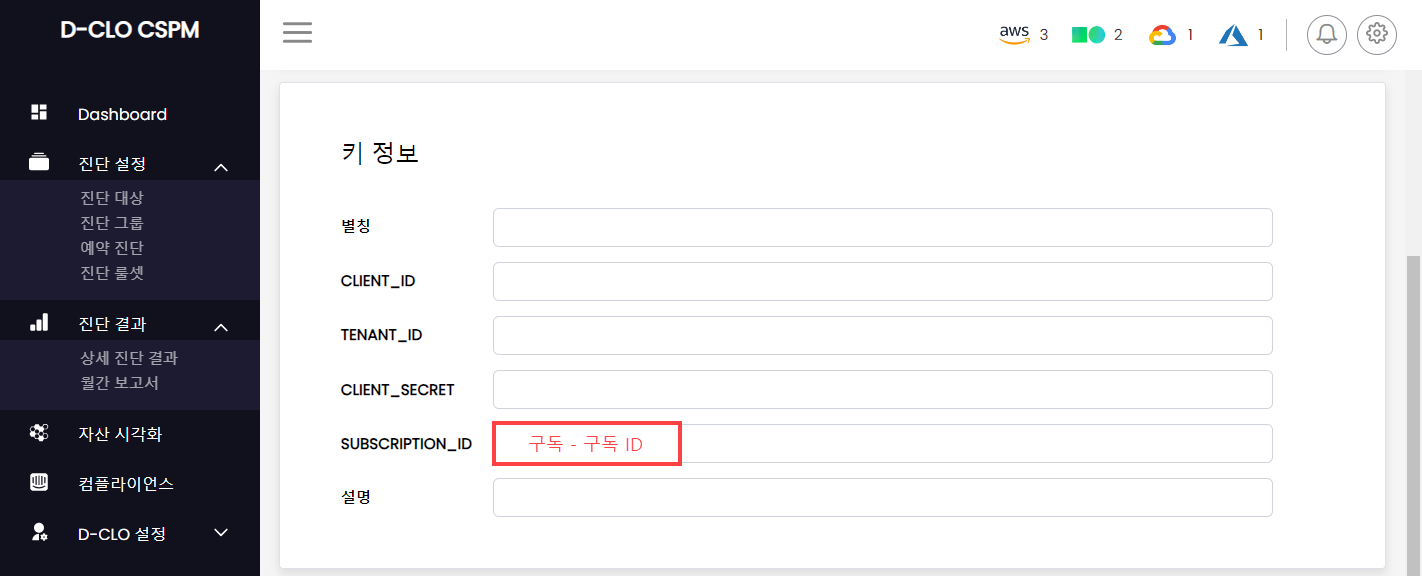 D-CLO CSPM
aws 3 2 1 1
Dashboard
진단 설정
진단 대상
진단 그룹
예약 진단
진단 룰셋
진단 결과
상세 진단 결과
월간 보고서
자산 시각화
컴플라이언스
D-CLO 설정
키 정보
별칭
CLIENT_ID
TENANT_ID
CLIENT_SECRET
SUBSCRIPTION_ID 구독 - 구독 ID
설명